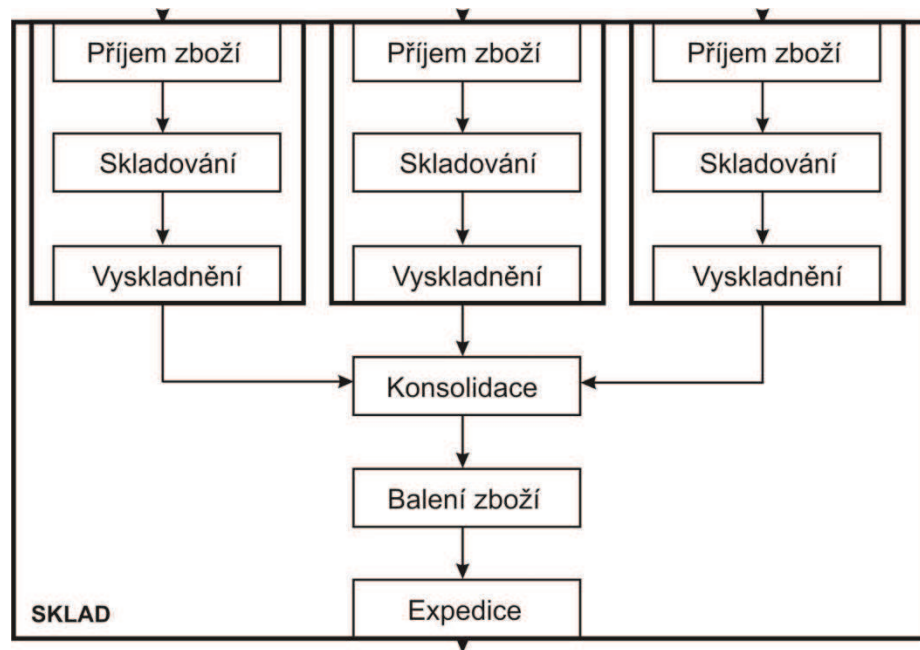 Příjem zboží
Příjem zboží
Příjem zboží
Skladování
Skladování
Skladování
Vyskladnění
Vyskladnění
Vyskladnění
Konsolidace
Balení zboží
Expedice
SKLAD